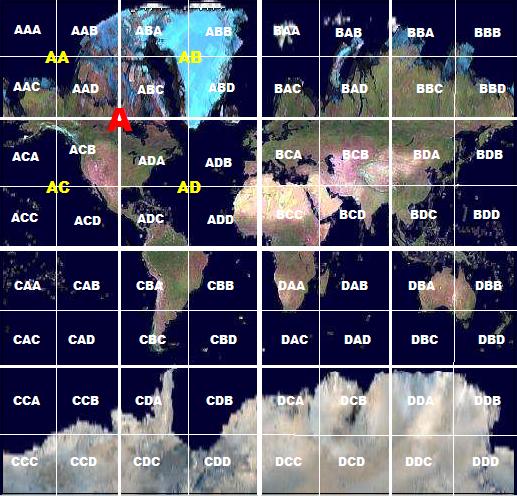 AAA AAB ABA ABB BAA BAB BBA BBB
AA AB
AAC AAD ABC ABD BAC BAD BBC BBD
A
ACA ACB ADA ADB BCA BCB BDA BDB
AC AD
ACC ACD ADC ADD BCC BCD BDC BDD
CAA CAB CBA CBB DAA DAB DBA DBB
CAC CAD CBC CBD DAC DAD DBC DBD
CCA CCB CDA CDB DCA DCB DDA DDB
CCC CCD CDC CDD DCC DCD DDC DDD